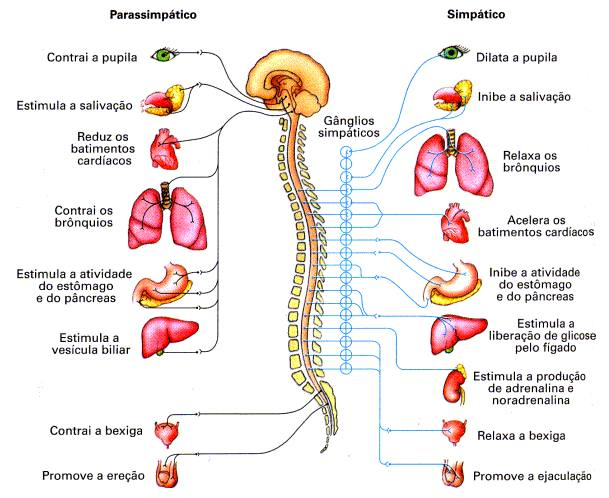 Parassimpático
Contrai a pupila
Estimula a salivação
Reduz os
batimentos
cardíacos
Contrai os
brônquios
Estimula a atividade
do estômago
e do pâncreas
Estimula a
vesícula biliar
Contrai a bexiga
Promove a ereção
Gânglios
simpáticos
Simpático
Dilata a pupila
Inibe a salivação
Relaxa os
brônquios
Acelera os
batimentos cardíacos
Inibe a atividade
do estômago
e do pâncreas
Estimula a
liberação de glicose
pelo fígado
Estimula a produção
de adrenalina e
noradrenalina
Relaxa a bexiga
Promove a ejaculação